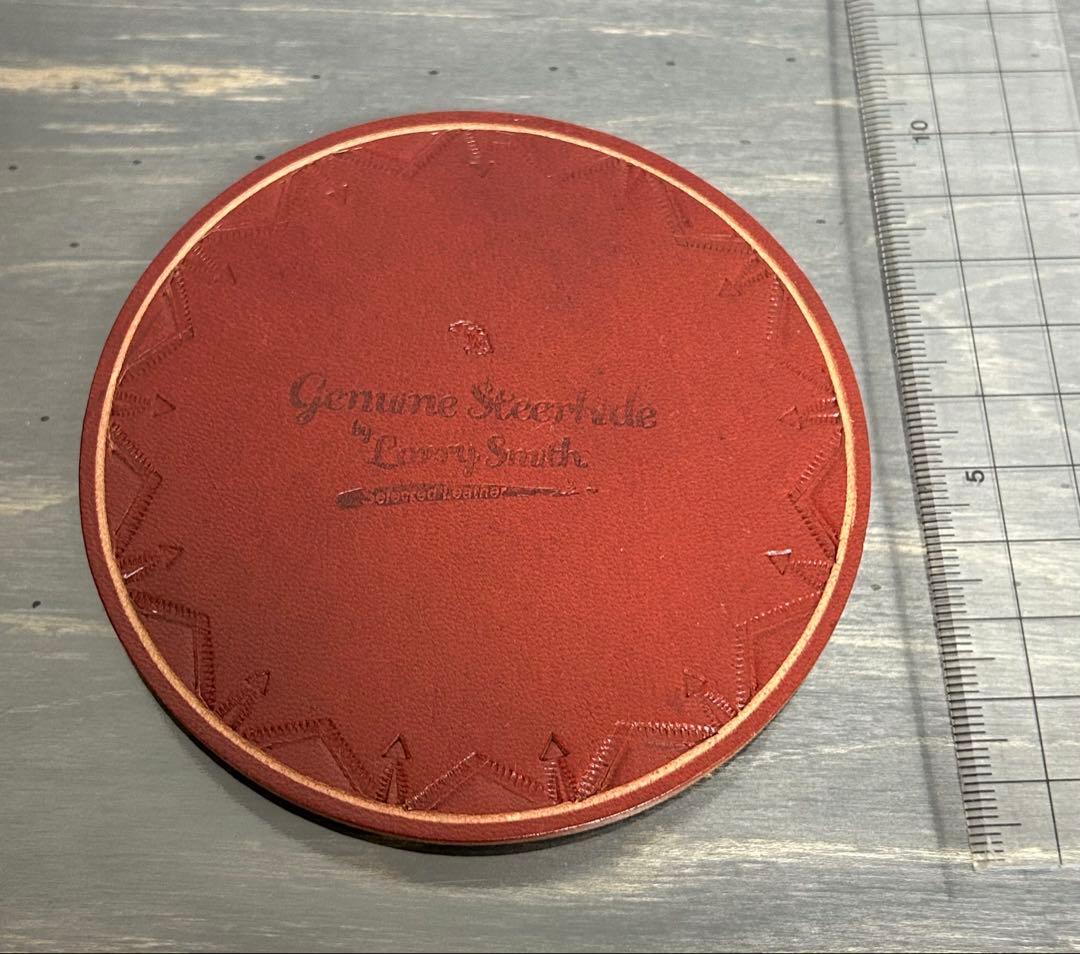 Genuine Steerhide
by
Larry Smith
Selected Leather
10
5